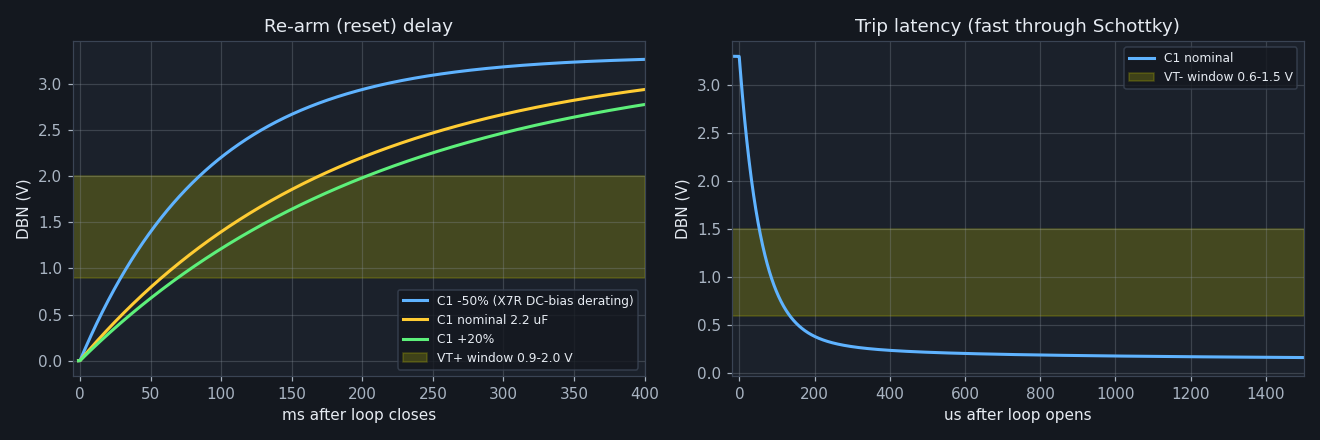 Re-arm (reset) delay
DBN (V)
3.0
2.5
2.0
1.5
1.0
0.5
0.0
C1 -50% (X7R DC-bias derating)
C1 nominal 2.2 uF
C1 +20%
VT+ window 0.9-2.0 V
0 50 100 150 200 250 300 350 400
ms after loop closes
Trip latency (fast through Schottky)
DBN (V)
3.0
2.5
2.0
1.5
1.0
0.5
0.0
C1 nominal
VT- window 0.6-1.5 V
0 200 400 600 800 1000 1200 1400
us after loop opens